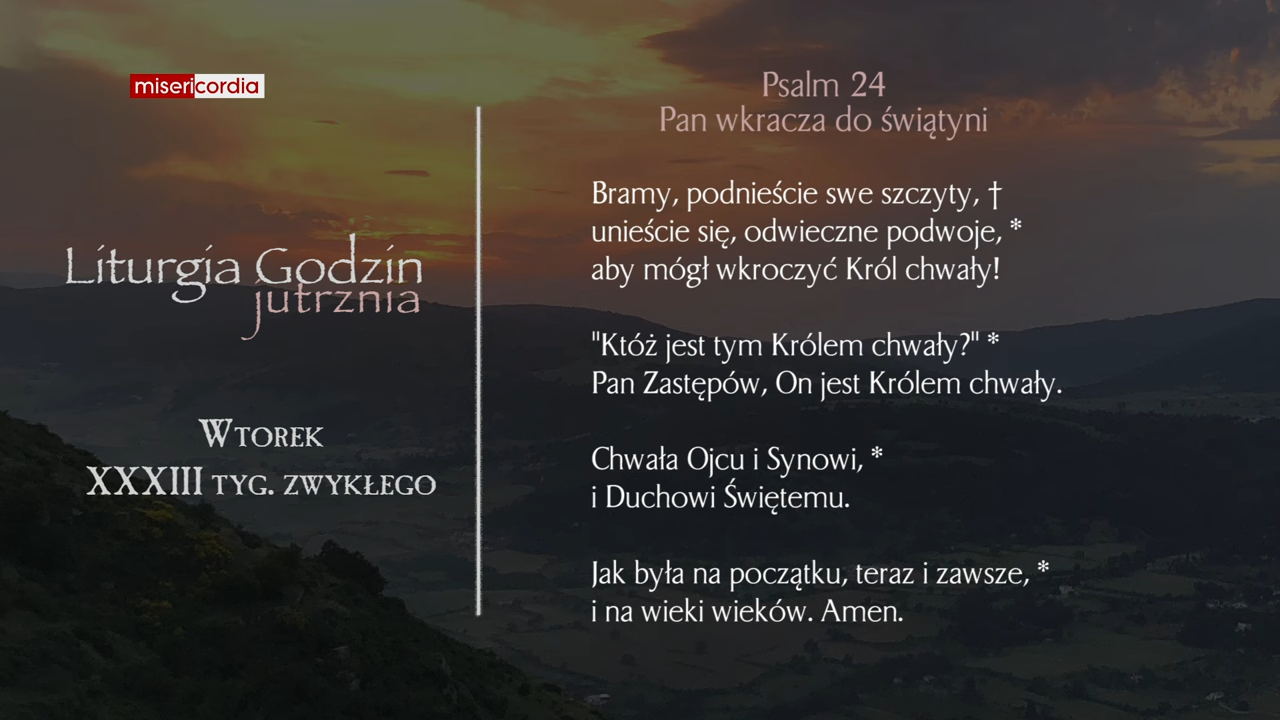 misericordia
Liturgia Godzin
jutrznia
Wtorek
XXXIII tyg. zwykłego
Psalm 24
Pan wkracza do świątyni
Bramy, podnieście swe szczyty, †
unieście się, odwieczne podwoje, *
aby mógł wkroczyć Król chwały!
"Któż jest tym Królem chwały?" *
Pan Zastępów, On jest Królem chwały.
Chwała Ojcu i Synowi, *
i Duchowi Świętemu.
Jak była na początku, teraz i zawsze, *
i na wieki wieków. Amen.